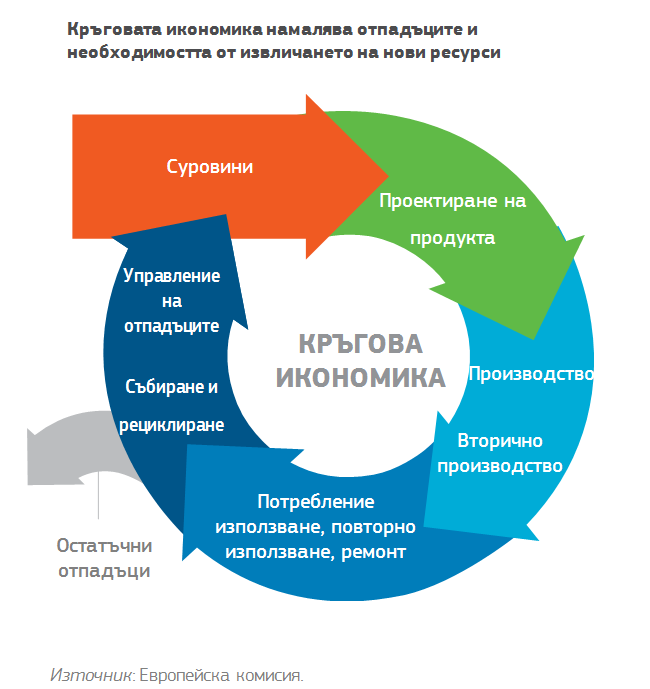 Кръговата икономика намалява отпадъците и
необходимостта от извличането на нови ресурси
Суровини
Проектиране на
продукта
Производство
Вторично
производство
Потребление
използване, повторно
използване, ремонт
Управление
на
отпадъците
Събиране и
рециклиране
КРЪГОВА
ИКОНОМИКА
Остатъчни
отпадъци
Източник: Европейска комисия.